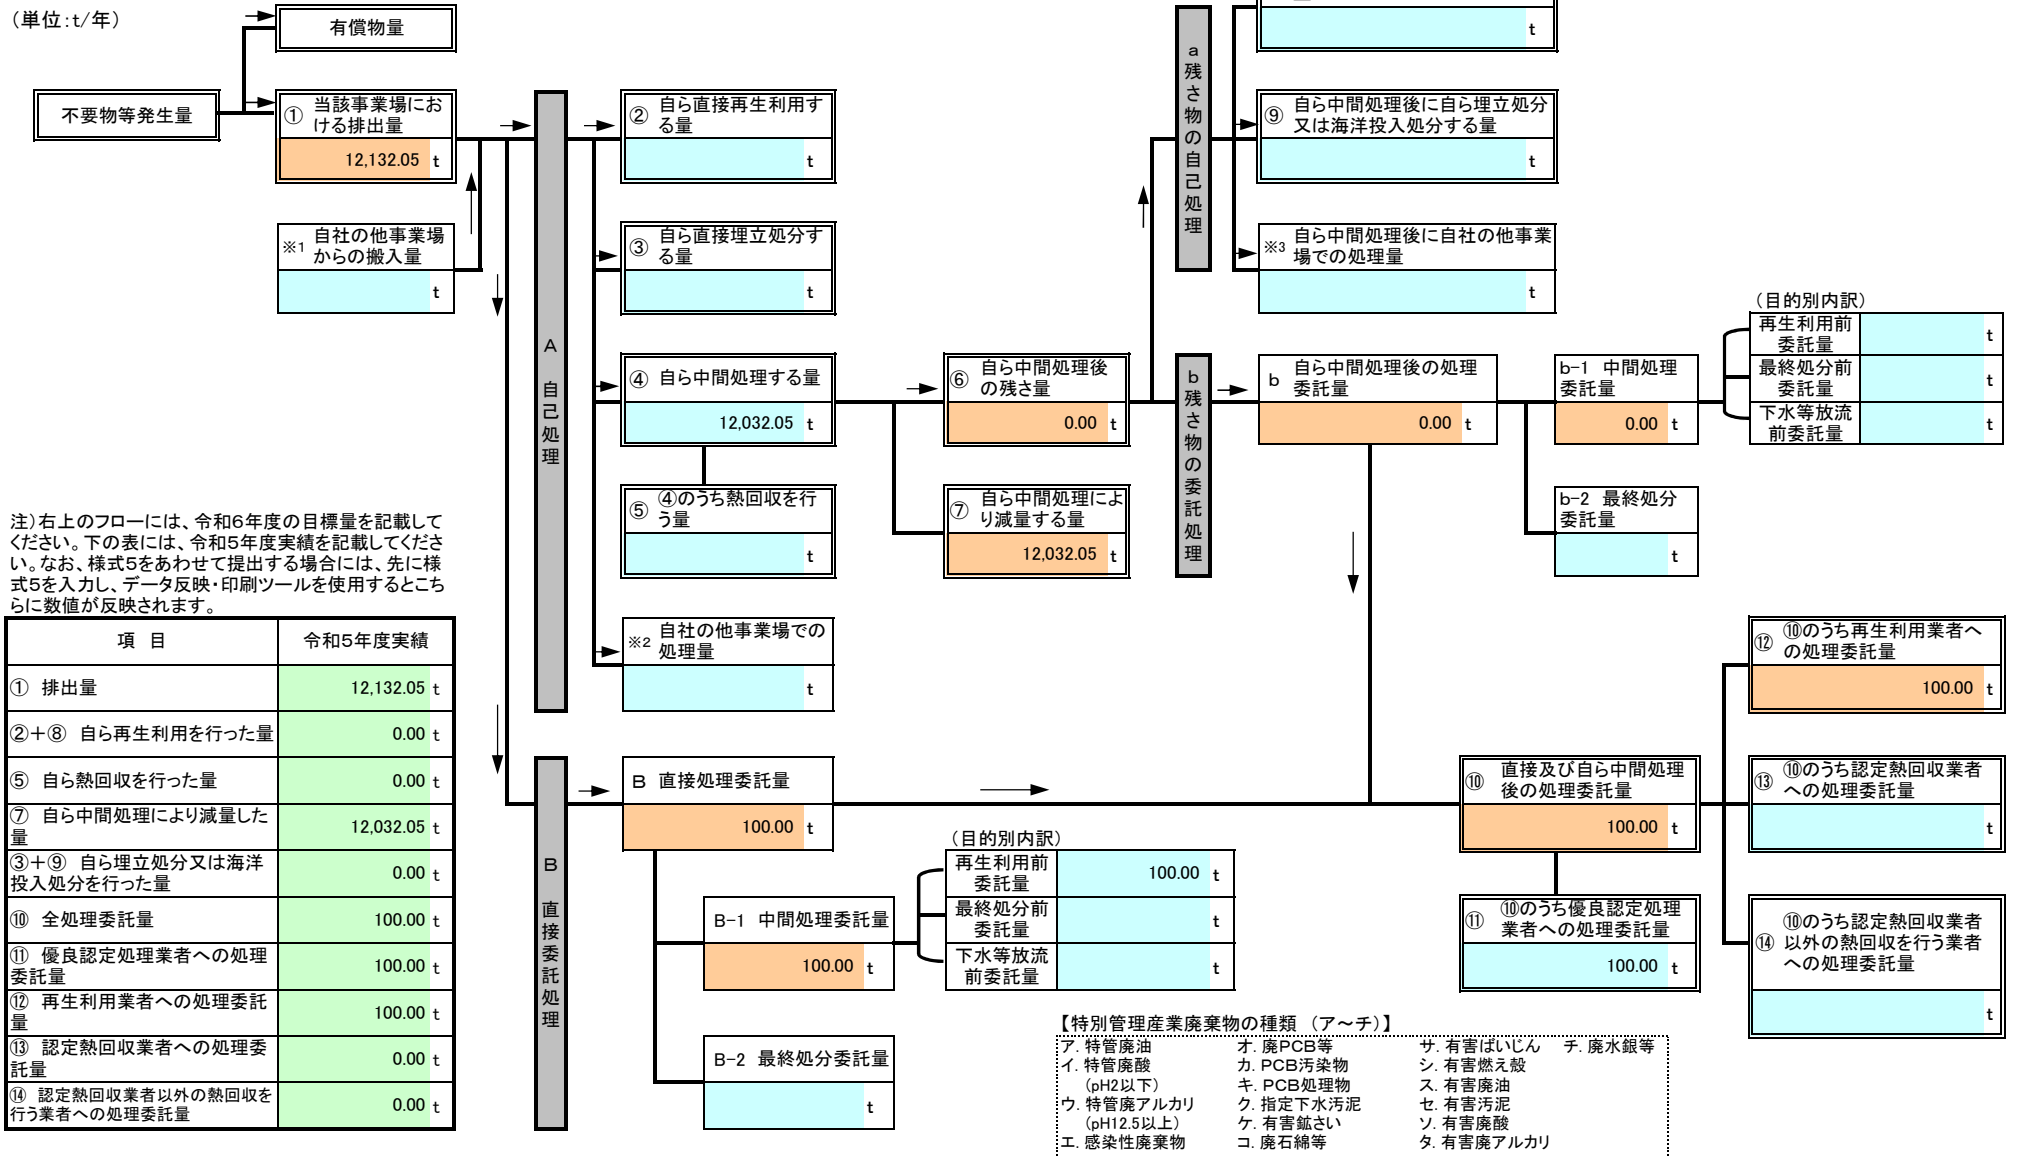 (単位:t/年)
有償物量
不要物等発生量
① 当該事業場にお
ける排出量
12,132.05 t
※1 自社の他事業場
からの搬入量
t
A 自己処理
② 自ら直接再生利用す
る量
t
③ 自ら直接埋立処分す
る量
t
④ 自ら中間処理する量
12,032.05 t
⑤ ④のうち熱回収を行
う量
t
※2 自社の他事業場での
処理量
t
⑥ 自ら中間処理後
の残さ量
0.00 t
⑦ 自ら中間処理によ
り減量する量
12,032.05 t
a残さ物の自己処理
t
⑨ 自ら中間処理後に自ら埋立処分
又は海洋投入処分する量
t
※3 自ら中間処理後に自社の他事業
場での処理量
t
b残さ物の委託処理
b 自ら中間処理後の処理
委託量
0.00 t
b-1 中間処理
委託量
0.00 t
b-2 最終処分
委託量
t
(目的別内訳)
再生利用前
委託量
t
最終処分前
委託量
t
下水等放流
前委託量
t
B 直接委託処理
B 直接処理委託量
100.00 t
B-1 中間処理委託量
100.00 t
B-2 最終処分委託量
t
(目的別内訳)
再生利用前
委託量
100.00 t
最終処分前
委託量
t
下水等放流
前委託量
t
⑩ 直接及び自ら中間処理
後の処理委託量
100.00 t
⑪ ⑩のうち優良認定処理
業者への処理委託量
100.00 t
⑫ ⑩のうち再生利用業者へ
の処理委託量
100.00 t
⑬ ⑩のうち認定熱回収業者
への処理委託量
t
⑭ ⑩のうち認定熱回収業者
以外の熱回収を行う業者
への処理委託量
t
注)右上のフローには、令和6年度の目標量を記載して
ください。下の表には、令和5年度実績を記載してくださ
い。なお、様式5をあわせて提出する場合には、先に様
式5を入力し、データ反映・印刷ツールを使用するとこち
らに数値が反映されます。
項 目 令和5年度実績
① 排出量 12,132.05 t
②+⑧ 自ら再生利用を行った量 0.00 t
⑤ 自ら熱回収を行った量 0.00 t
⑦ 自ら中間処理により減量した
量 12,032.05 t
③+⑨ 自ら埋立処分又は海洋
投入処分を行った量 0.00 t
⑩ 全処理委託量 100.00 t
⑪ 優良認定処理業者への処理
委託量 100.00 t
⑫ 再生利用業者への処理委託
量 100.00 t
⑬ 認定熱回収業者への処理委
託量 0.00 t
⑭ 認定熱回収業者以外の熱回収を
行う業者への処理委託量 0.00 t
【特別管理産業廃棄物の種類 (ア~チ)】
ア. 特管廃油 オ. 廃PCB等 サ. 有害ばいじん チ. 廃水銀等
イ. 特管廃酸 カ. PCB汚染物 シ. 有害燃え殻
(pH2以下) キ. PCB処理物 ス. 有害廃油
ウ. 特管廃アルカリ ク. 指定下水汚泥 セ. 有害汚泥
(pH12.5以上) ケ. 有害鉱さい ソ. 有害廃酸
エ. 感染性廃棄物 コ. 廃石綿等 タ. 有害廃アルカリ